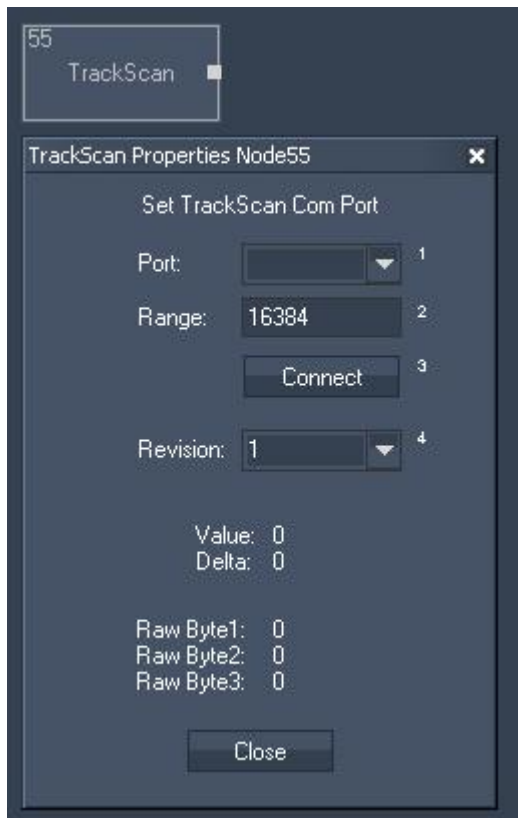 55
TrackScan
TrackScan Properties Node55
Set TrackScan Com Port
Port: 1
Range: 16384 2
Connect 3
Revision: 1 4
Value: 0
Delta: 0
Raw Byte1: 0
Raw Byte2: 0
Raw Byte3: 0
Close